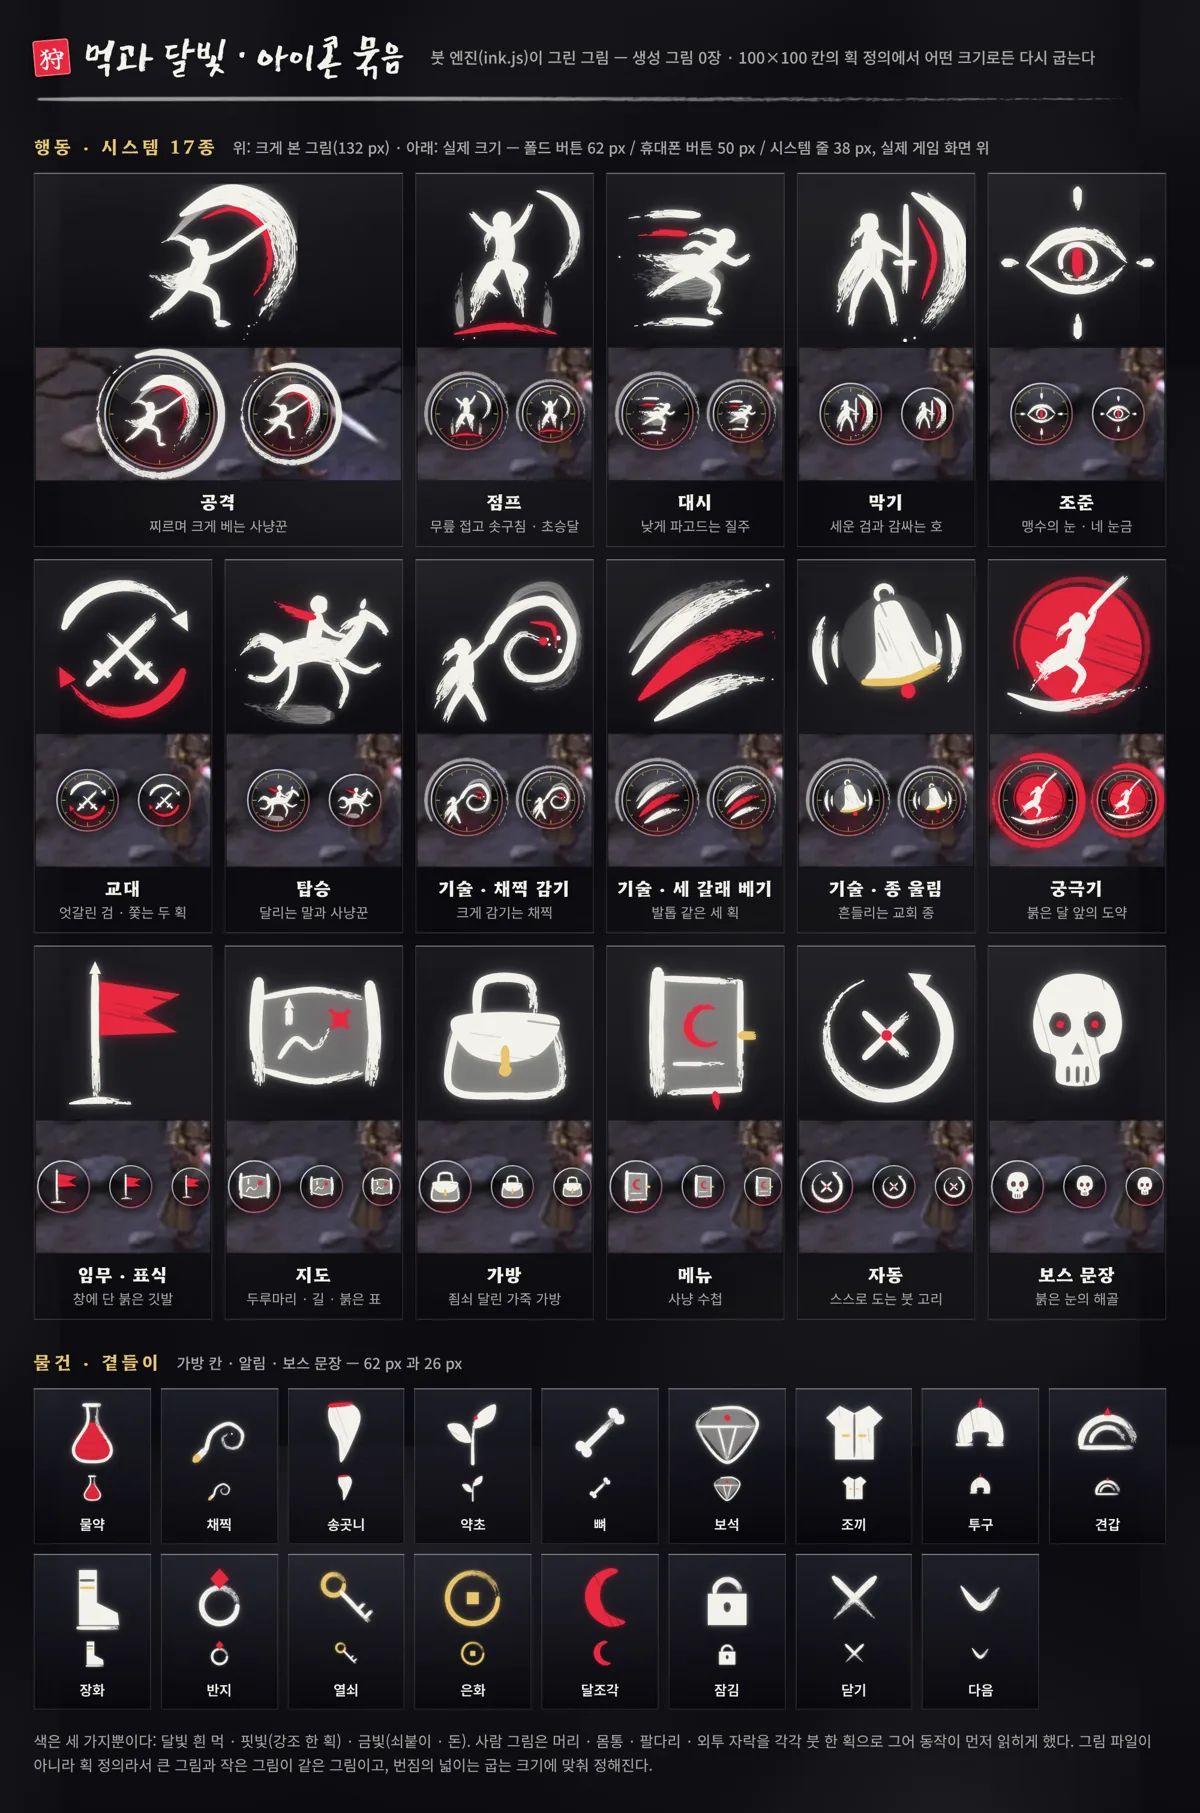 狩
먹과 달빛 · 아이콘 묶음
붓 엔진(ink.js)이 그린 그림 — 생성 그림 0장 · 100×100 칸의 획 정의에서 어떤 크기로든 다시 굽는다
행동 · 시스템 17종
위: 크게 본 그림(132 px) · 아래: 실제 크기 — 폴드 버튼 62 px / 휴대폰 버튼 50 px / 시스템 줄 38 px, 실제 게임 화면 위
공격
찌르며 크게 베는 사냥꾼
점프
무릎 접고 솟구침 · 초승달
대시
낮게 파고드는 질주
막기
세운 검과 감싸는 호
조준
맹수의 눈 · 네 눈금
교대
엇갈린 검 · 쫓는 두 획
탑승
달리는 말과 사냥꾼
기술 · 채찍 감기
크게 감기는 채찍
기술 · 세 갈래 베기
발톱 같은 세 획
기술 · 종 울림
흔들리는 교회 종
궁극기
붉은 달 앞의 도약
임무 · 표식
창에 단 붉은 깃발
지도
두루마리 · 길 · 붉은 표
가방
죔쇠 달린 가죽 가방
메뉴
사냥 수첩
자동
스스로 도는 붓 고리
보스 문장
붉은 눈의 해골
물건 · 곁들이
가방 칸 · 알림 · 보스 문장 — 62 px 과 26 px
물약
채찍
송곳니
약초
뼈
보석
조끼
투구
견갑
장화
반지
열쇠
은화
달조각
잠김
닫기
다음
색은 세 가지뿐이다: 달빛 흰 먹 · 핏빛(강조 한 획) · 금빛(쇠붙이 · 돈). 사람 그림은 머리 · 몸통 · 팔다리 · 외투 자락을 각각 붓 한 획으로 그어 동작이 먼저 읽히게 했다. 그림 파일이
아니라 획 정의라서 큰 그림과 작은 그림이 같은 그림이고, 번짐의 넓이는 굽는 크기에 맞춰 정해진다.